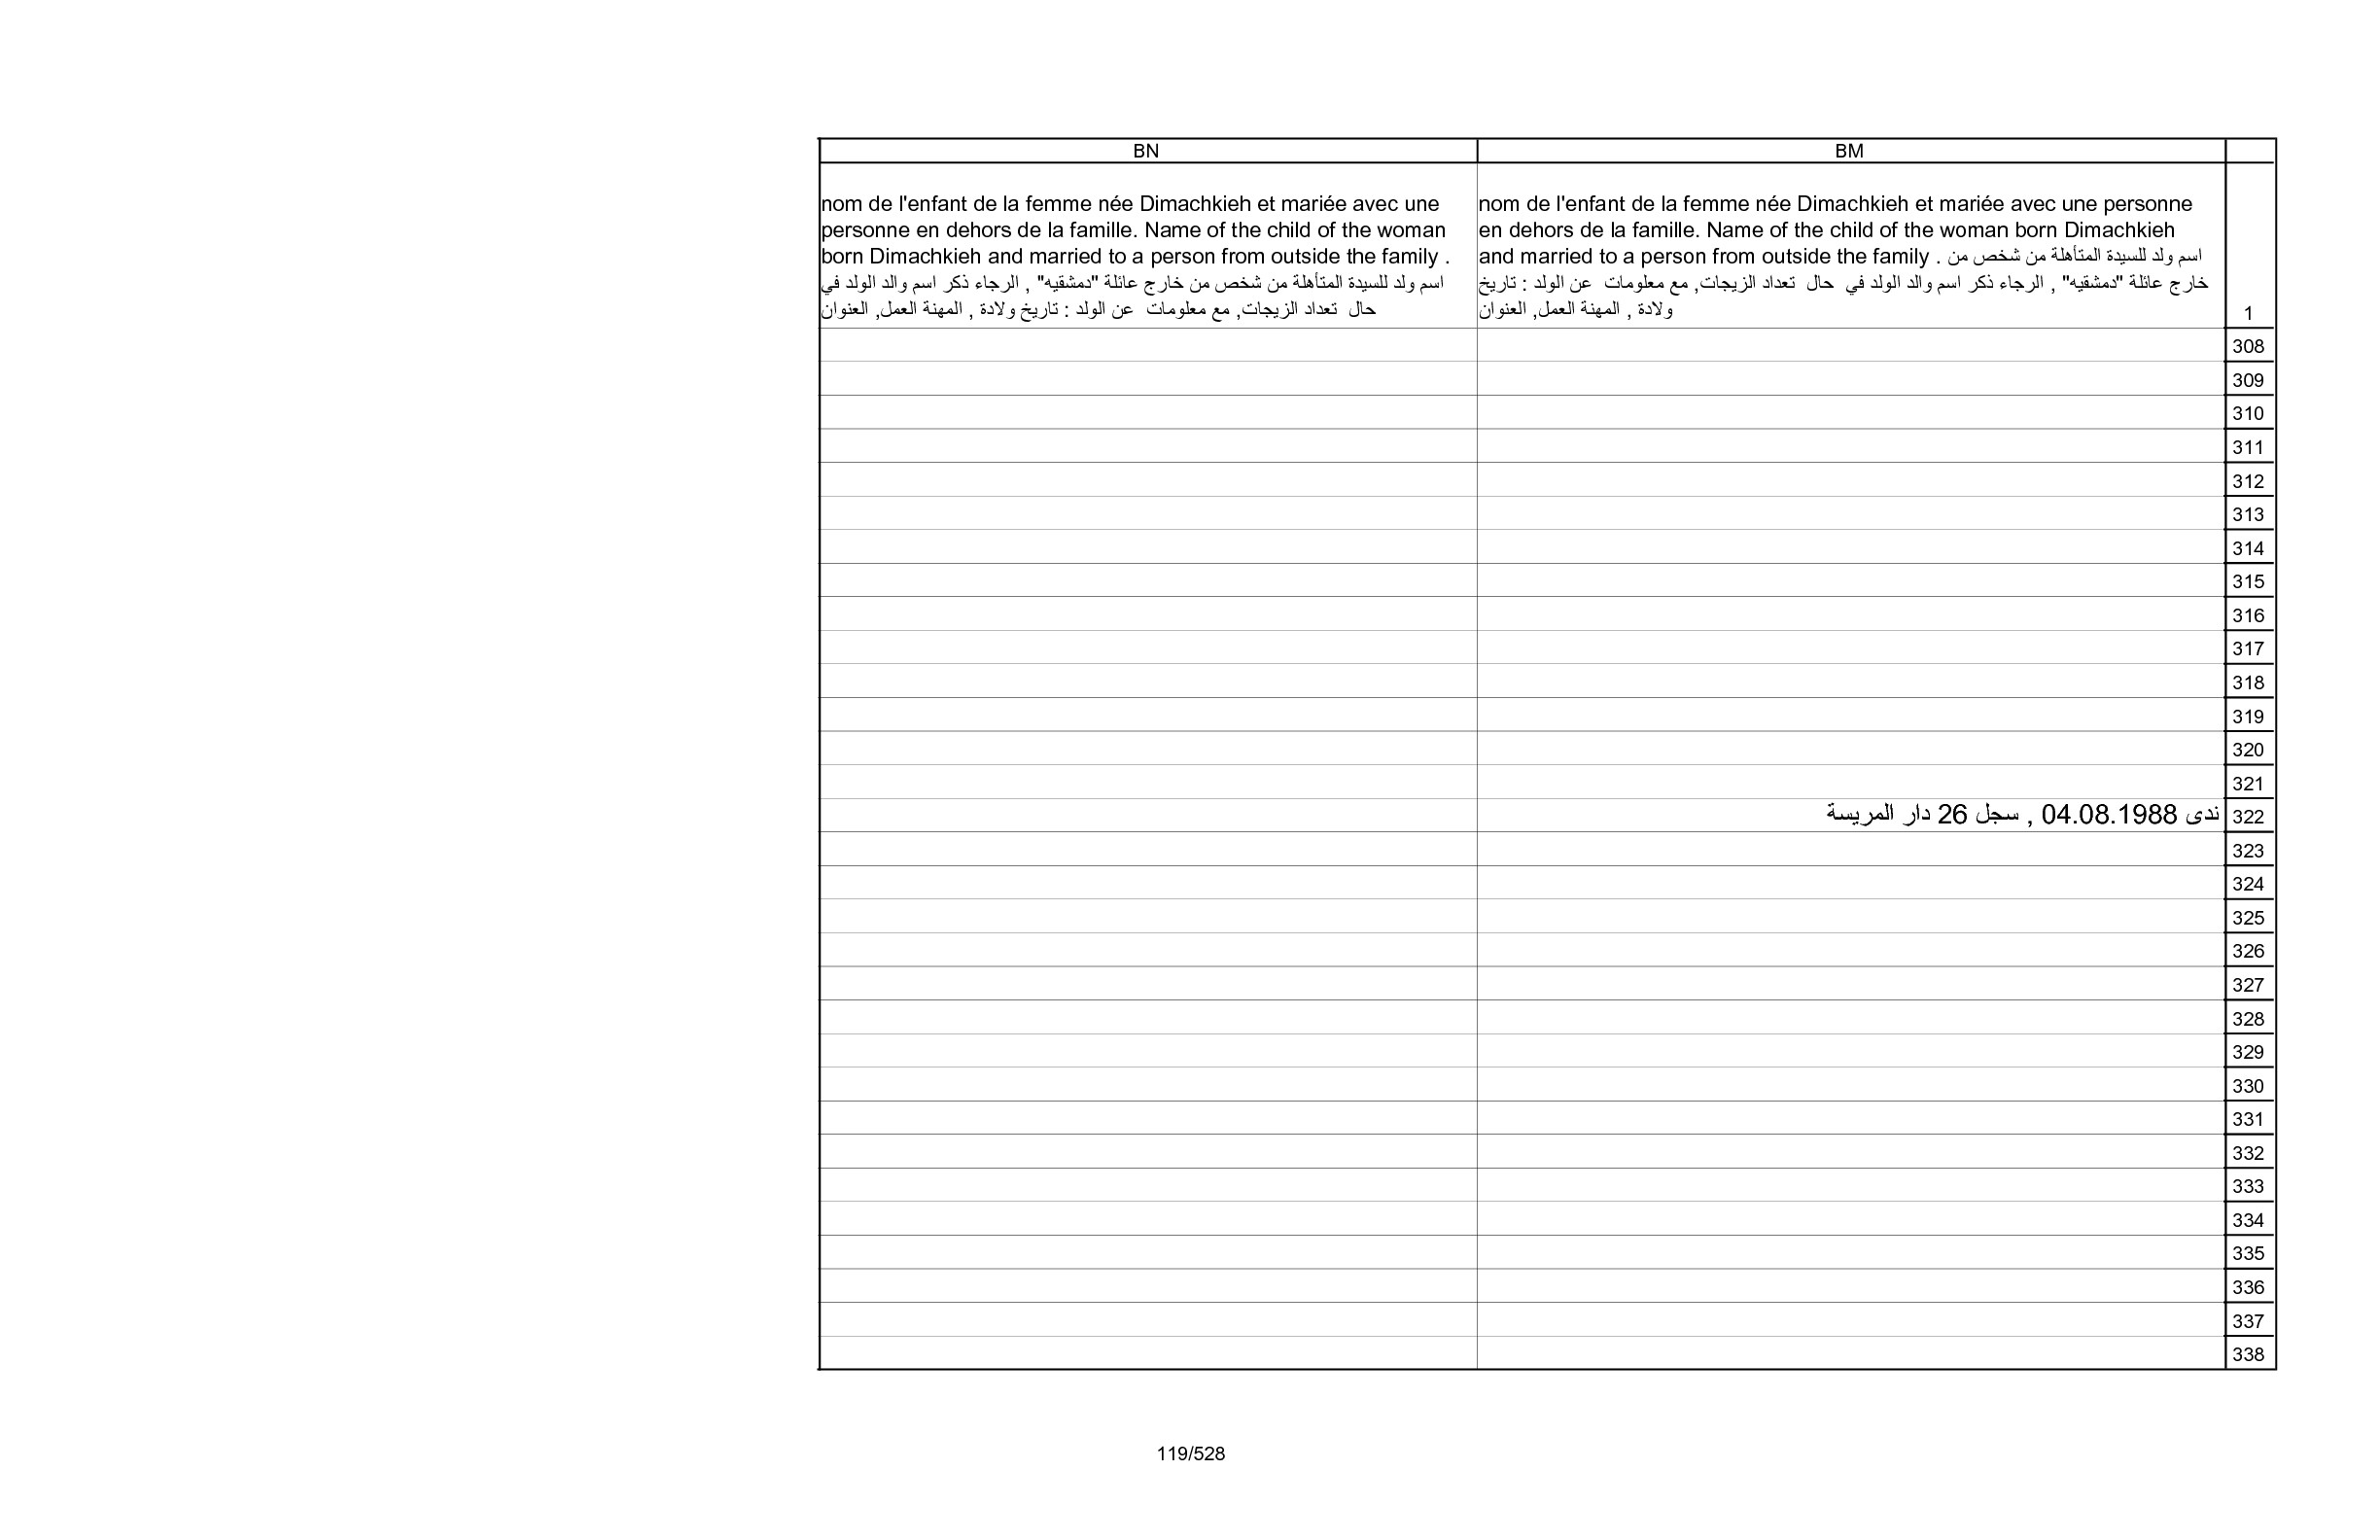 BN
BM
nom de l'enfant de la femme née Dimachkieh et mariée avec une
personne en dehors de la famille. Name of the child of the woman
born Dimachkieh and married to a person from outside the family .
اسم ولد للسيدة المتأهلة من شخص من خارج عائلة "دمشقيه" , الرجاء ذكر اسم والد الولد في
حال تعداد الزيجات, مع معلومات عن الولد : تاريخ ولادة , المهنة العمل, العنوان
nom de l'enfant de la femme née Dimachkieh et mariée avec une personne
en dehors de la famille. Name of the child of the woman born Dimachkieh
and married to a person from outside the family . اسم ولد للسيدة المتأهلة من شخص من
خارج عائلة "دمشقيه" , الرجاء ذكر اسم والد الولد في حال تعداد الزيجات, مع معلومات عن الولد : تاريخ
ولادة , المهنة العمل, العنوان
1
308
309
310
311
312
313
314
315
316
317
318
319
320
321
ندى 04.08.1988 , سجل 26 دار المريسة
322
323
324
325
326
327
328
329
330
331
332
333
334
335
336
337
338
119/528